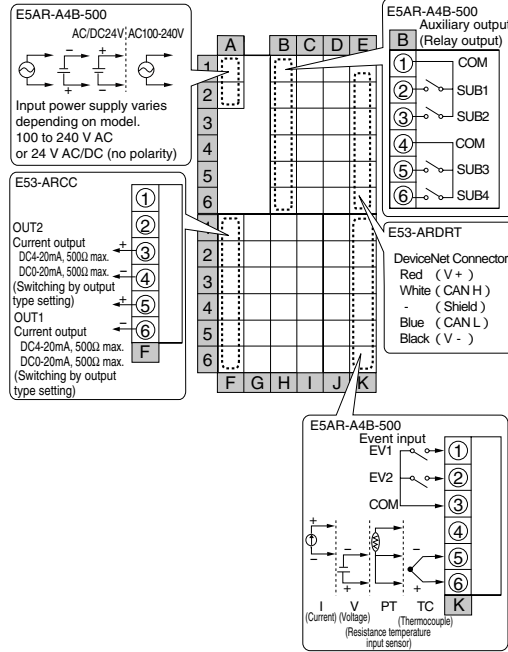 E5AR-A4B-500
AC/DC24V AC100-240V
Input power supply varies
depending on model.
100 to 240 V AC
or 24 V AC/DC (no polarity)
A B C D E
1
2
3
4
5
6
1
2
3
4
5
6
F G H I J K
E5AR-A4B-500
Auxiliary output
(Relay output)
B
1 COM
2 SUB1
3 SUB2
4 COM
5 SUB3
6 SUB4
E53-ARCC
1
2
3
4
5
6
F
OUT2
Current output
DC4-20mA, 500Ω max.
DC0-20mA, 500Ω max.
(Switching by output
type setting)
OUT1
Current output
DC4-20mA, 500Ω max.
DC0-20mA, 500Ω max.
(Switching by output
type setting)
+
−
+
−
E53-ARDRT
DeviceNet Connector
Red (V+)
White (CAN H)
- (Shield)
Blue (CAN L)
Black (V -)
E5AR-A4B-500
Event input
EV1 1
EV2 2
COM 3
4
5
6
K
I V PT TC
(Current) (Voltage) (Thermocouple)
(Resistance temperature
input sensor)